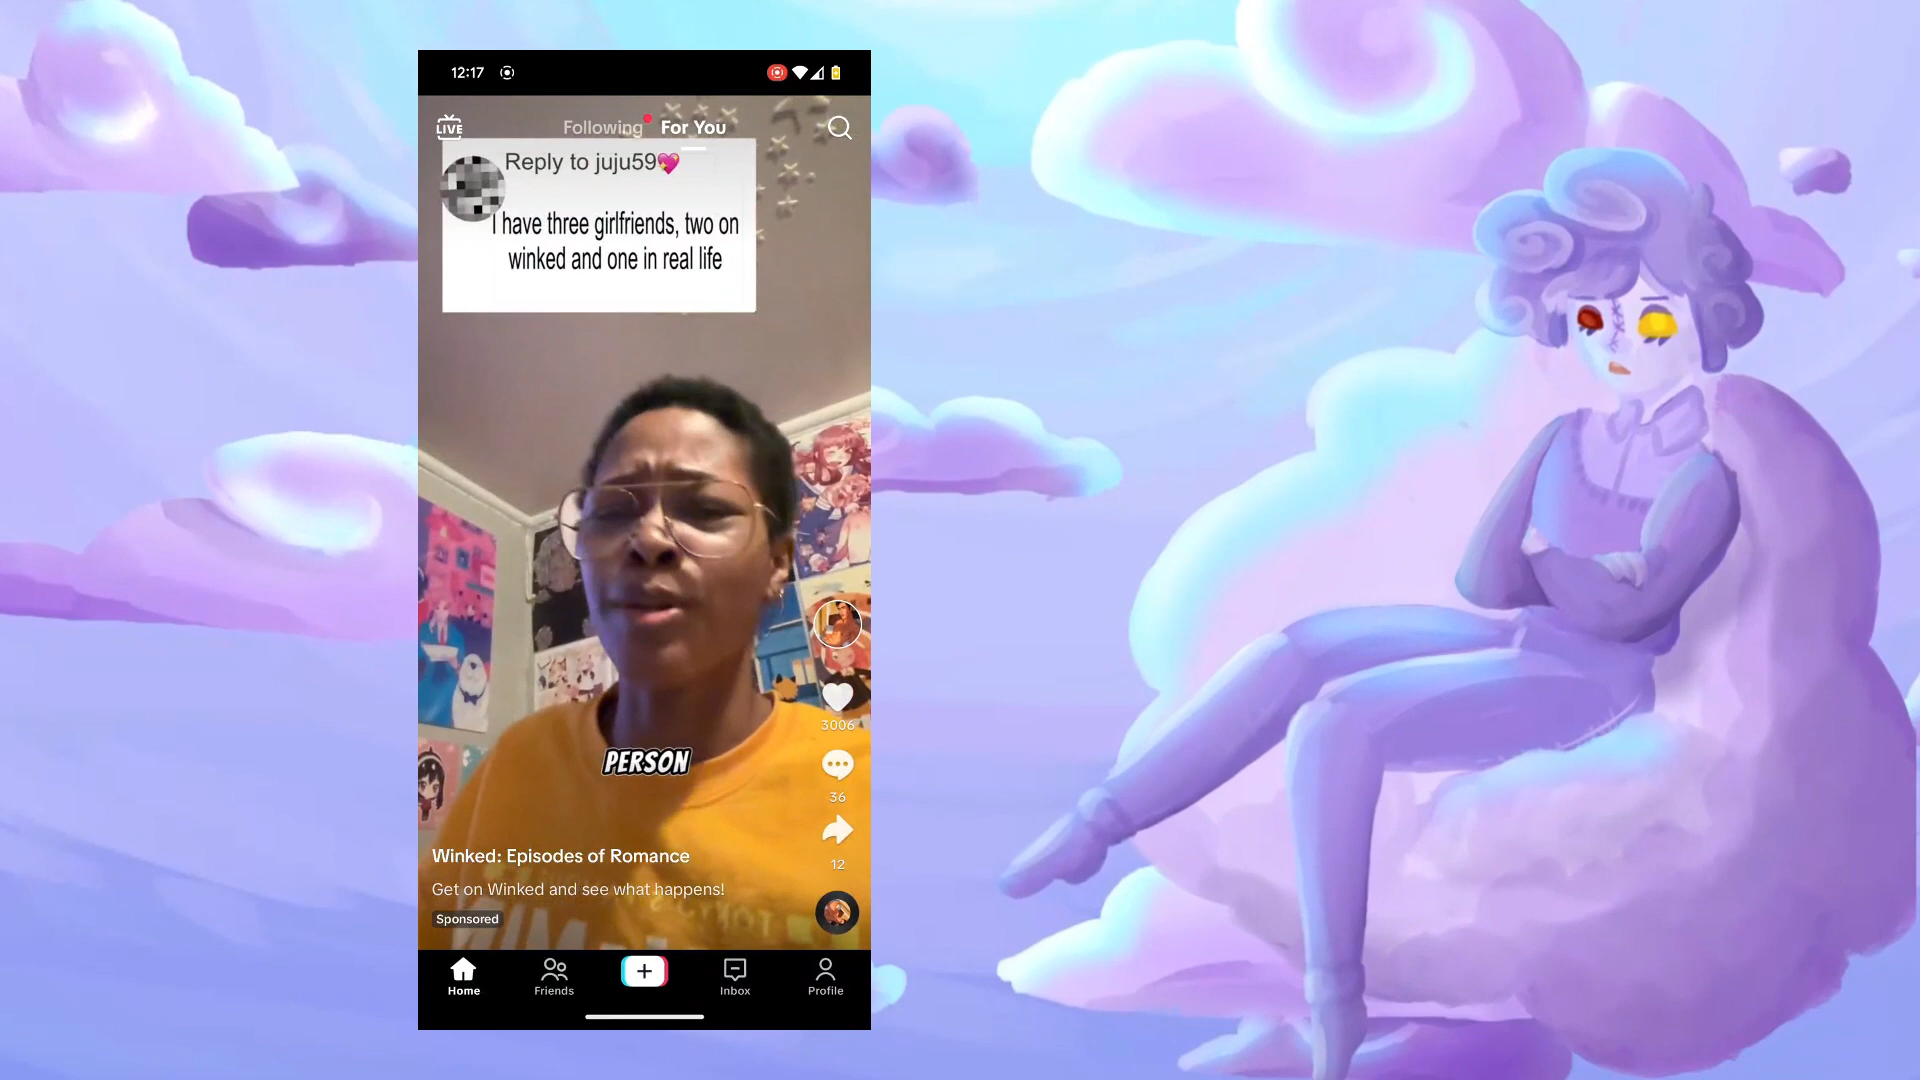 12:17
LIVE
Following For You
Reply to juju59💖
I have three girlfriends, two on
winked and one in real life
PERSON
3006
36
12
Winked: Episodes of Romance
Get on Winked and see what happens!
Sponsored
Home Friends Inbox Profile